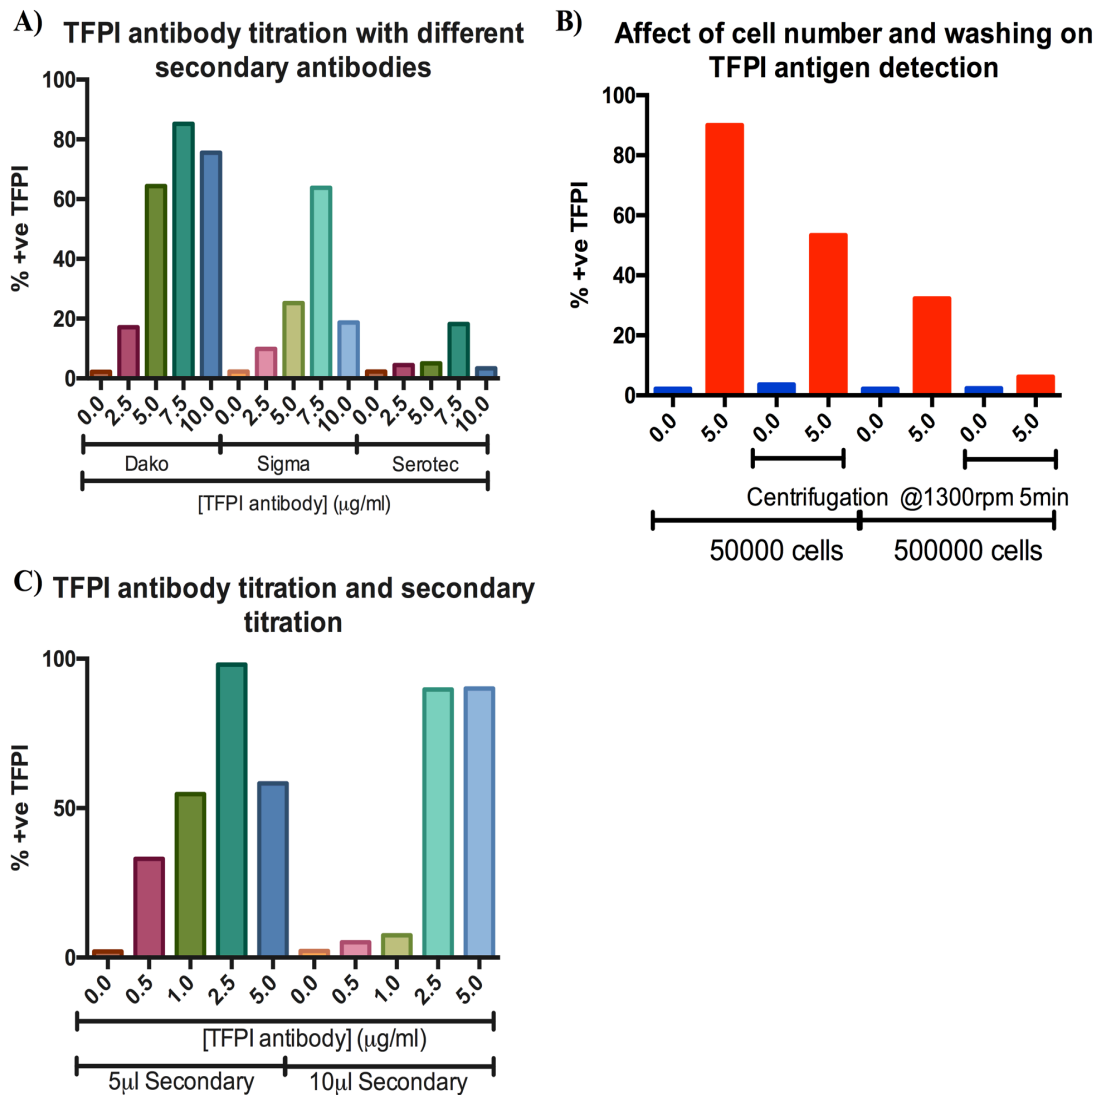 A) TFPI antibody titration with different
secondary antibodies
100
80
60
40
20
0
% +ve TFPI
0.0 2.5 5.0 7.5 10.0 0.0 2.5 5.0 7.5 10.0 0.0 2.5 5.0 7.5 10.0
Dako Sigma Serotec
[TFPI antibody] (μg/ml)
B) Affect of cell number and washing on
TFPI antigen detection
100
80
60
40
20
0
% +ve TFPI
0.0 5.0 0.0 5.0 0.0 5.0 0.0 5.0
Centrifugation @1300rpm 5min
50000 cells 500000 cells
C) TFPI antibody titration and secondary
titration
100
50
0
% +ve TFPI
0.0 0.5 1.0 2.5 5.0 0.0 0.5 1.0 2.5 5.0
[TFPI antibody] (μg/ml)
5μl Secondary 10μl Secondary